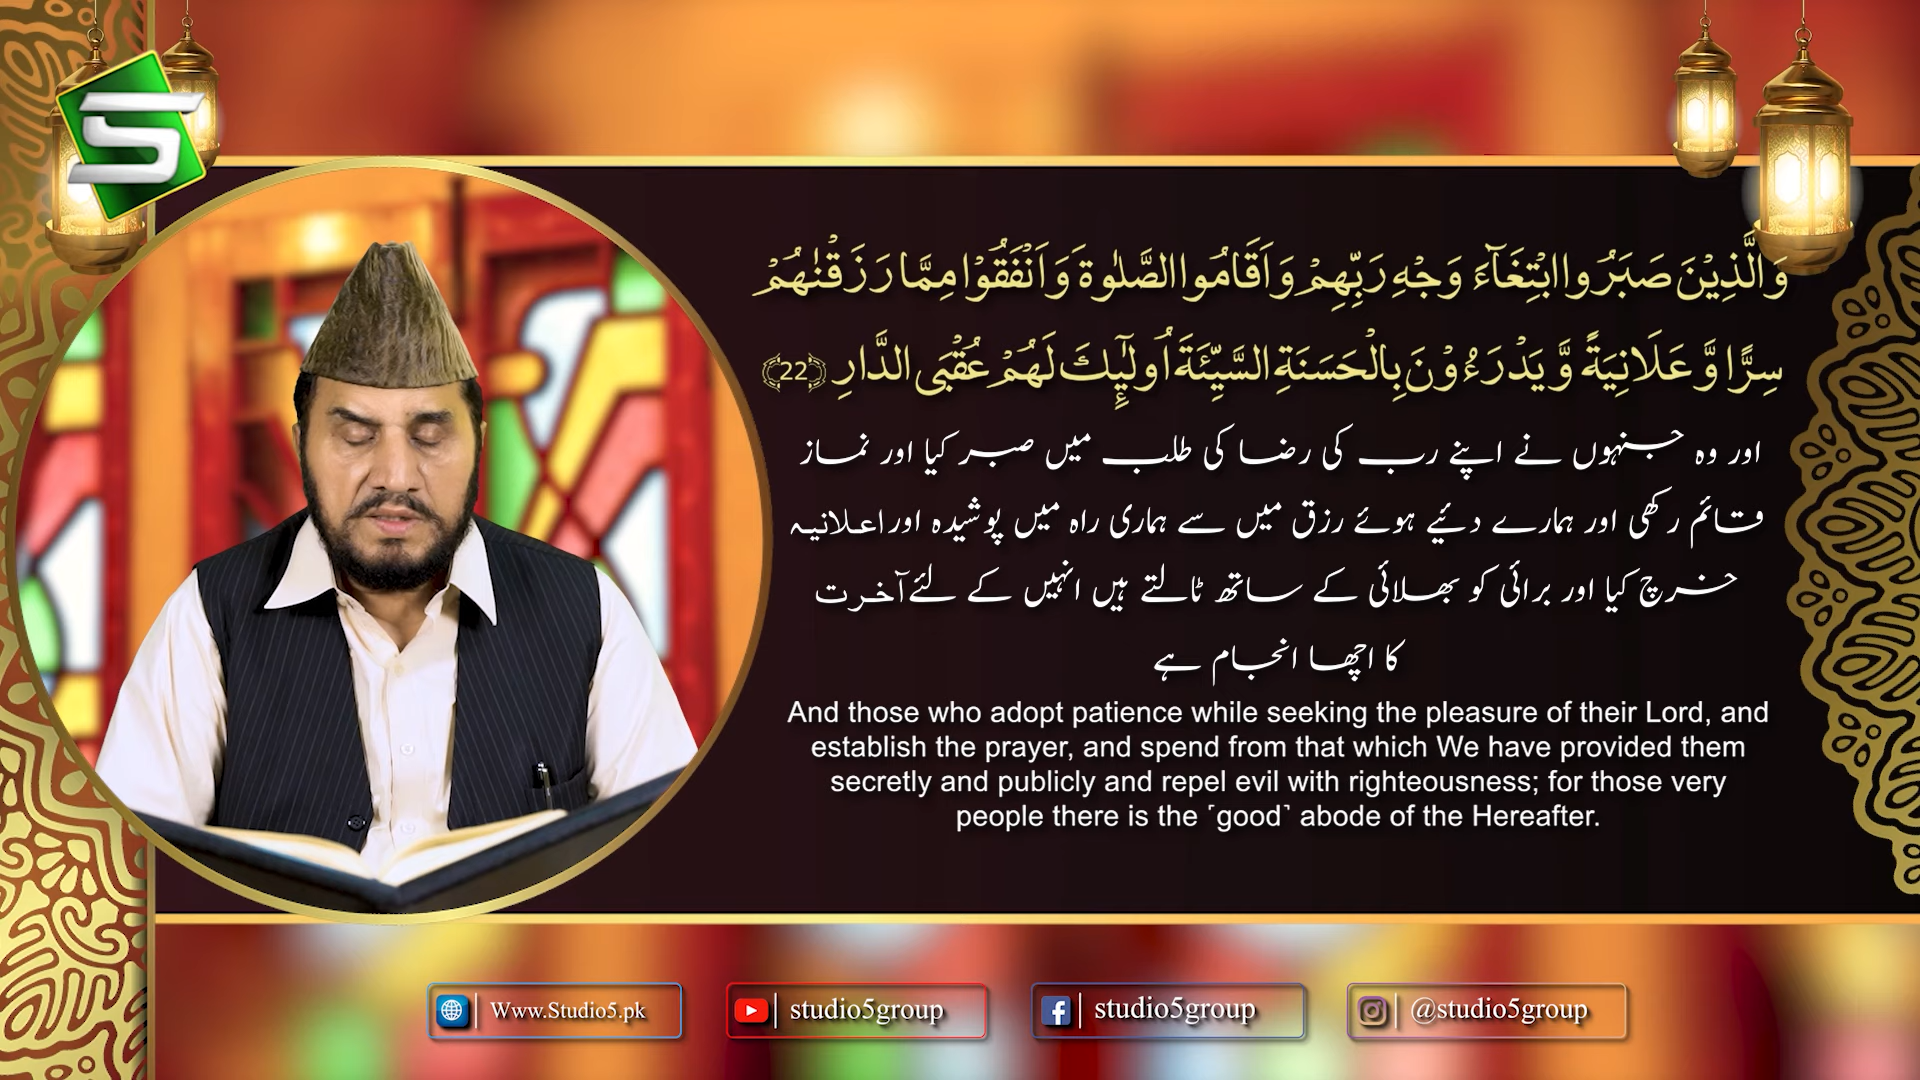 وَالَّذِيْنَ صَبَرُوا ابْتِغَآءَ وَجْهِ رَبِّهِمْ وَاَقَامُوا الصَّلٰوةَ وَاَنْفَقُوْا مِمَّا رَزَقْنٰهُمْ
سِرًّا وَّ عَلَانِيَةً وَّ يَدْرَءُوْنَ بِالْحَسَنَةِ السَّيِّئَةَ اُولٰٓىِٕكَ لَهُمْ عُقْبَى الدَّارِ ﴿22﴾
اور وہ جنہوں نے اپنے رب کی رضا کی طلب میں صبر کیا اور نماز
قائم رکھی اور ہمارے دئیے ہوئے رزق میں سے ہماری راہ میں پوشیدہ اور اعلانیہ
خرچ کیا اور برائی کو بھلائی کے ساتھ ٹالتے ہیں انہیں کے لئے آخرت
کا اچھا انجام ہے
And those who adopt patience while seeking the pleasure of their Lord, and
establish the prayer, and spend from that which We have provided them
secretly and publicly and repel evil with righteousness; for those very
people there is the ˹good˺ abode of the Hereafter.
Www.Studio5.pk
studio5group
studio5group
@studio5group